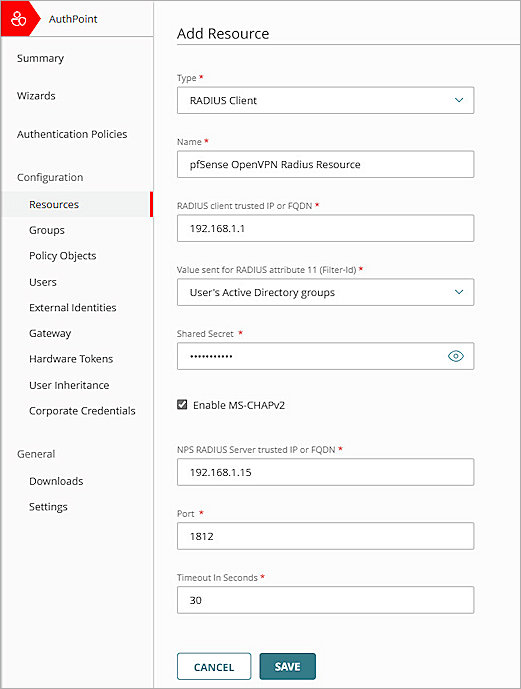 AuthPoint
Summary
Wizards
Authentication Policies
Configuration
Resources
Groups
Policy Objects
Users
External Identities
Gateway
Hardware Tokens
User Inheritance
Corporate Credentials
General
Downloads
Settings
Add Resource
Type *
RADIUS Client
Name *
pfSense OpenVPN Radius Resource
RADIUS client trusted IP or FQDN *
192.168.1.1
Value sent for RADIUS attribute 11 (Filter-Id) *
User's Active Directory groups
Shared Secret *
•••••••••••
Enable MS-CHAPv2
NPS RADIUS Server trusted IP or FQDN *
192.168.1.15
Port *
1812
Timeout In Seconds *
30
CANCEL
SAVE